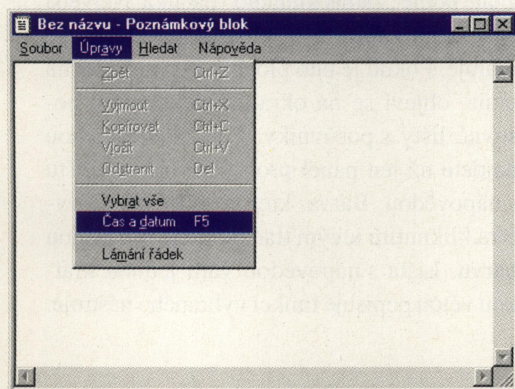 Bez názvu - Poznámkový blok
Soubor Úpravy Hledat Nápověda
Zpět Ctrl+Z
Vyjmout Ctrl+X
Kopírovat Ctrl+C
Vložit Ctrl+V
Odstranit Del
Vybrat vše
Čas a datum F5
Lámání řádek